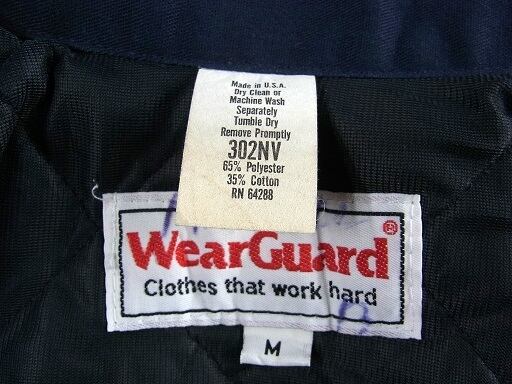 Made in U.S.A.
Dry Clean or
Machine Wash
Separately
Tumble Dry
Remove Promptly
302NV
65% Polyester
35% Cotton
RN 64288
WearGuard®
Clothes that work hard
M